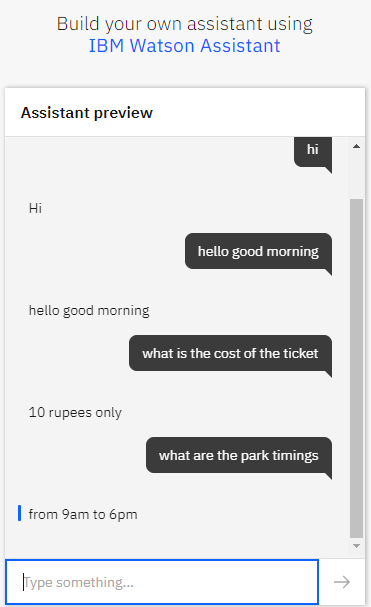 Build your own assistant using
IBM Watson Assistant
Assistant preview
hi
Hi
hello good morning
hello good morning
what is the cost of the ticket
10 rupees only
what are the park timings
from 9am to 6pm
Type something...